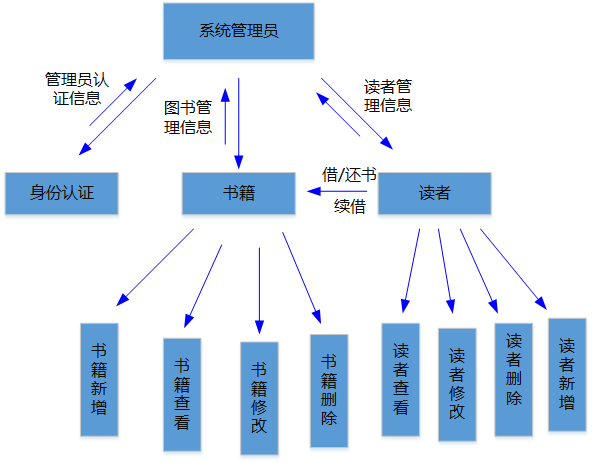 系统管理员
管理员认
证信息
图书管
理信息
读者管
理信息
身份认证
书籍
借/还书
续借
读者
书籍新增
书籍查看
书籍修改
书籍删除
读者查看
读者修改
读者删除
读者新增